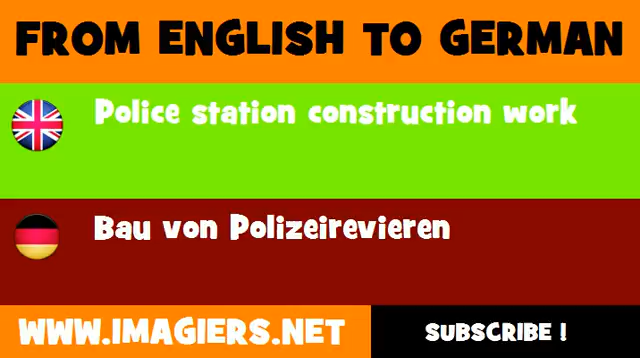 FROM ENGLISH TO GERMAN
Police station construction work
Bau von Polizeirevieren
WWW.IMAGIERS.NET
SUBSCRIBE !